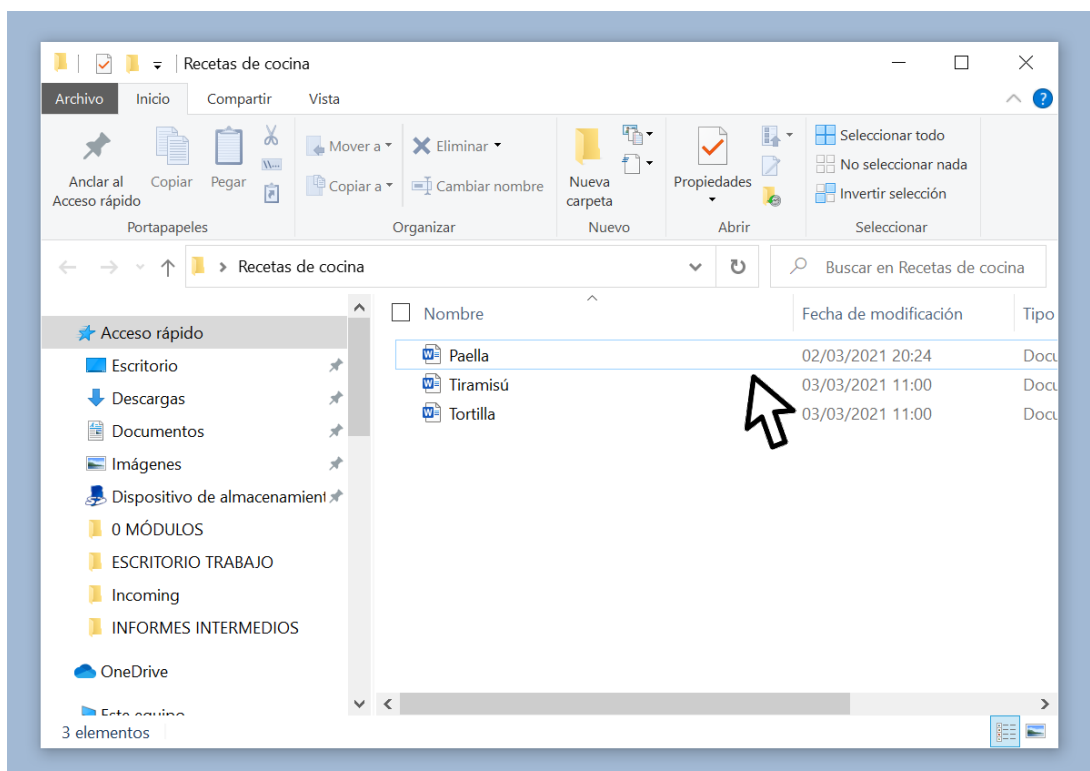 Recetas de cocina
Archivo Inicio Compartir Vista
Anclar al Acceso rápido
Copiar
Pegar
Mover a
Copiar a
Eliminar
Cambiar nombre
Nueva carpeta
Propiedades
Seleccionar todo
No seleccionar nada
Invertir selección
Portapapeles Organizar Nuevo Abrir Seleccionar
Recetas de cocina
Buscar en Recetas de cocina
Nombre Fecha de modificación Tipo
Paella 02/03/2021 20:24 Docu
Tiramisú 03/03/2021 11:00 Docu
Tortilla 03/03/2021 11:00 Docu
Acceso rápido
Escritorio
Descargas
Documentos
Imágenes
Dispositivo de almacenamient
0 MÓDULOS
ESCRITORIO TRABAJO
Incoming
INFORMES INTERMEDIOS
OneDrive
Este equipo
3 elementos